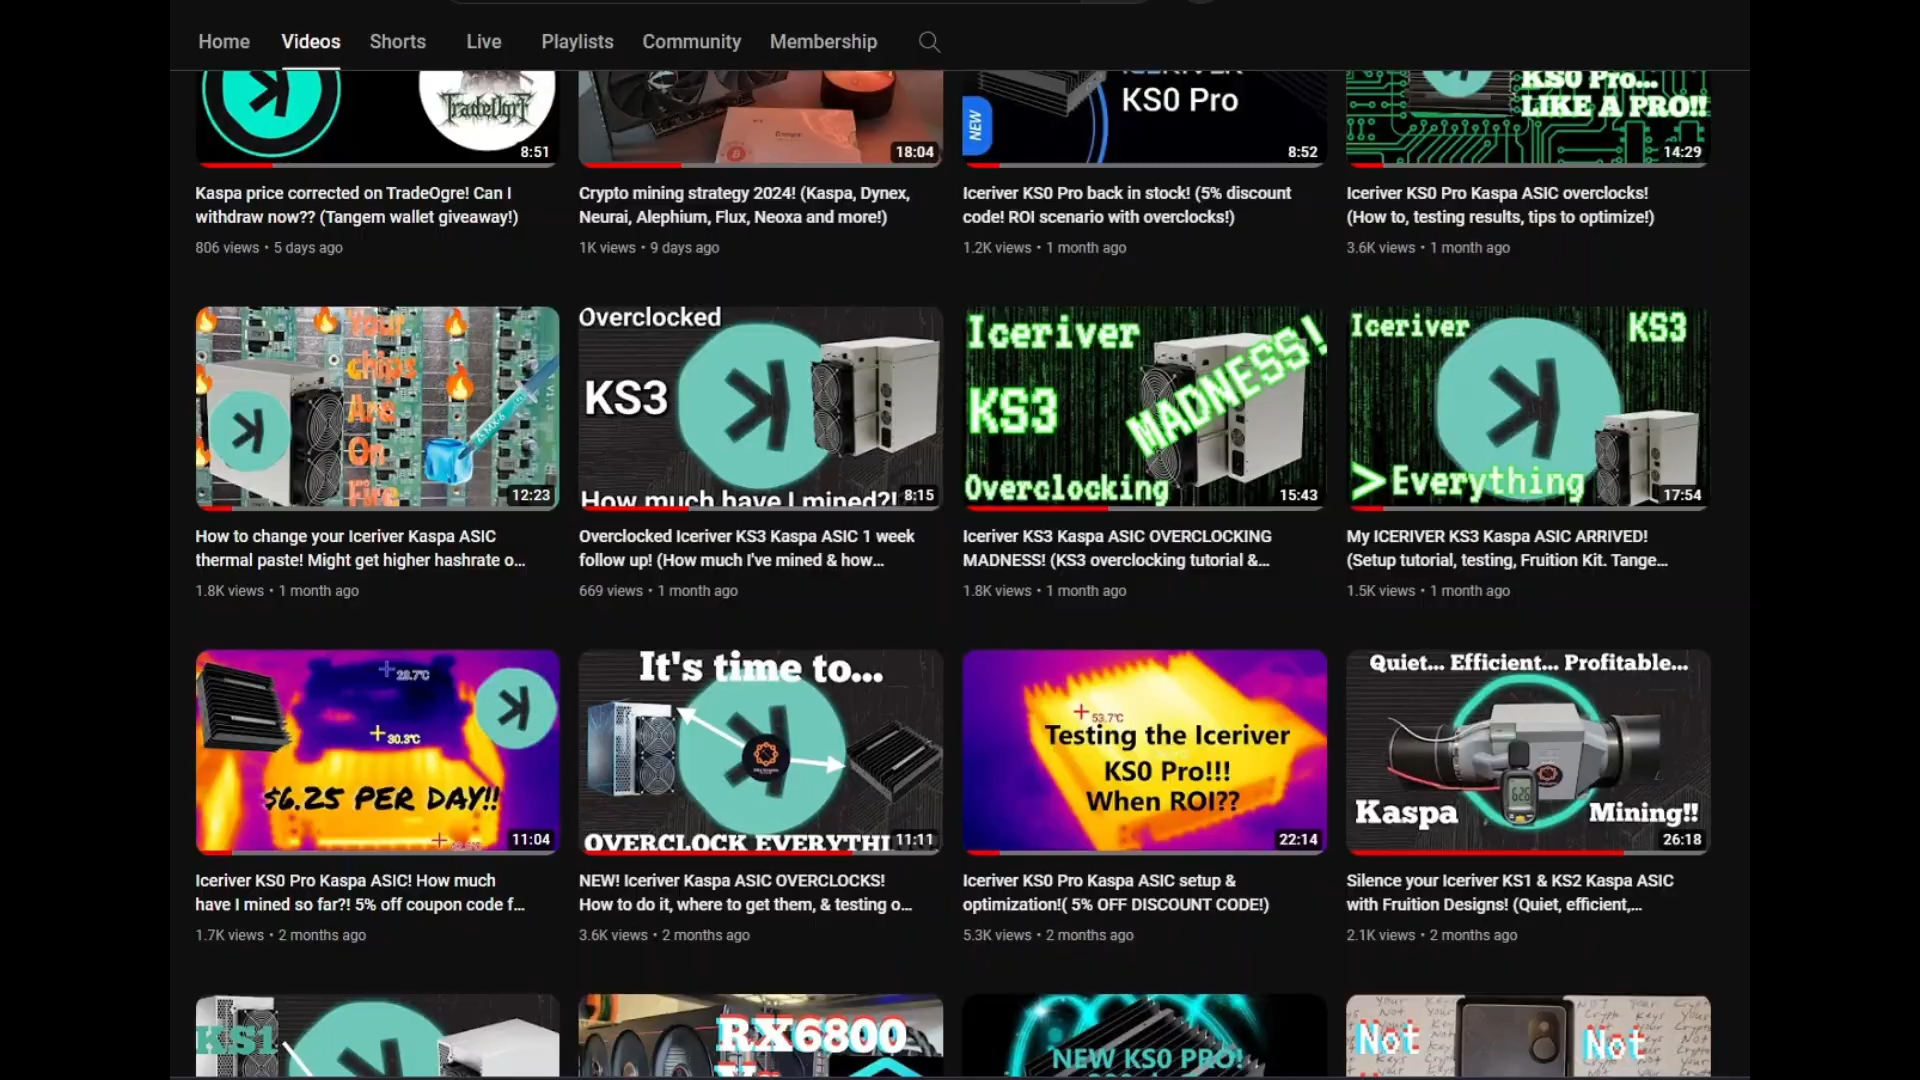 Home Videos Shorts Live Playlists Community Membership
TradeOgre
8:51
18:04
KS0 Pro
NEW
8:52
KS0 Pro...
LIKE A PRO!!
14:29
Kaspa price corrected on TradeOgre! Can I
withdraw now?? (Tangem wallet giveaway!)
806 views • 5 days ago
Crypto mining strategy 2024! (Kaspa, Dynex,
Neurai, Alephium, Flux, Neoxa and more!)
1K views • 9 days ago
Iceriver KS0 Pro back in stock! (5% discount
code! ROI scenario with overclocks!)
1.2K views • 1 month ago
Iceriver KS0 Pro Kaspa ASIC overclocks!
(How to, testing results, tips to optimize!)
3.6K views • 1 month ago
Your
chips
Are
On
Fire
MX-6
12:23
Overclocked
KS3
How much have I mined?!
8:15
Iceriver
KS3
MADNESS!
Overclocking
15:43
Iceriver
KS3
>Everything
17:54
How to change your Iceriver Kaspa ASIC
thermal paste! Might get higher hashrate o...
1.8K views • 1 month ago
Overclocked Iceriver KS3 Kaspa ASIC 1 week
follow up! (How much I've mined & how...
669 views • 1 month ago
Iceriver KS3 Kaspa ASIC OVERCLOCKING
MADNESS! (KS3 overclocking tutorial &...
1.8K views • 1 month ago
My ICERIVER KS3 Kaspa ASIC ARRIVED!
(Setup tutorial, testing, Fruition Kit. Tange...
1.5K views • 1 month ago
28.7°C
30.3°C
$6.25 PER DAY!!
11:04
It's time to...
OVERCLOCK EVERYTHI
11:11
53.7°C
Testing the Iceriver
KS0 Pro!!!
When ROI??
22:14
Quiet... Efficient... Profitable...
Kaspa
Mining!!
26:18
Iceriver KS0 Pro Kaspa ASIC! How much
have I mined so far?! 5% off coupon code f...
1.7K views • 2 months ago
NEW! Iceriver Kaspa ASIC OVERCLOCKS!
How to do it, where to get them, & testing o...
3.6K views • 2 months ago
Iceriver KS0 Pro Kaspa ASIC setup &
optimization!( 5% OFF DISCOUNT CODE!)
5.3K views • 2 months ago
Silence your Iceriver KS1 & KS2 Kaspa ASIC
with Fruition Designs! (Quiet, efficient,...
2.1K views • 2 months ago
KS1
RX6800
NEW KS0 PRO!
Not
Not